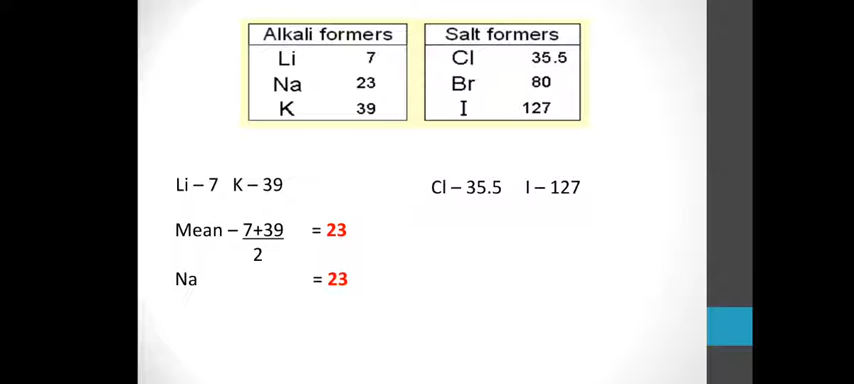 Alkali formers
Li 7
Na 23
K 39
Salt formers
Cl 35.5
Br 80
I 127
Li – 7 K – 39
Mean – 7+39 = 23
2
Na = 23
Cl – 35.5 I – 127